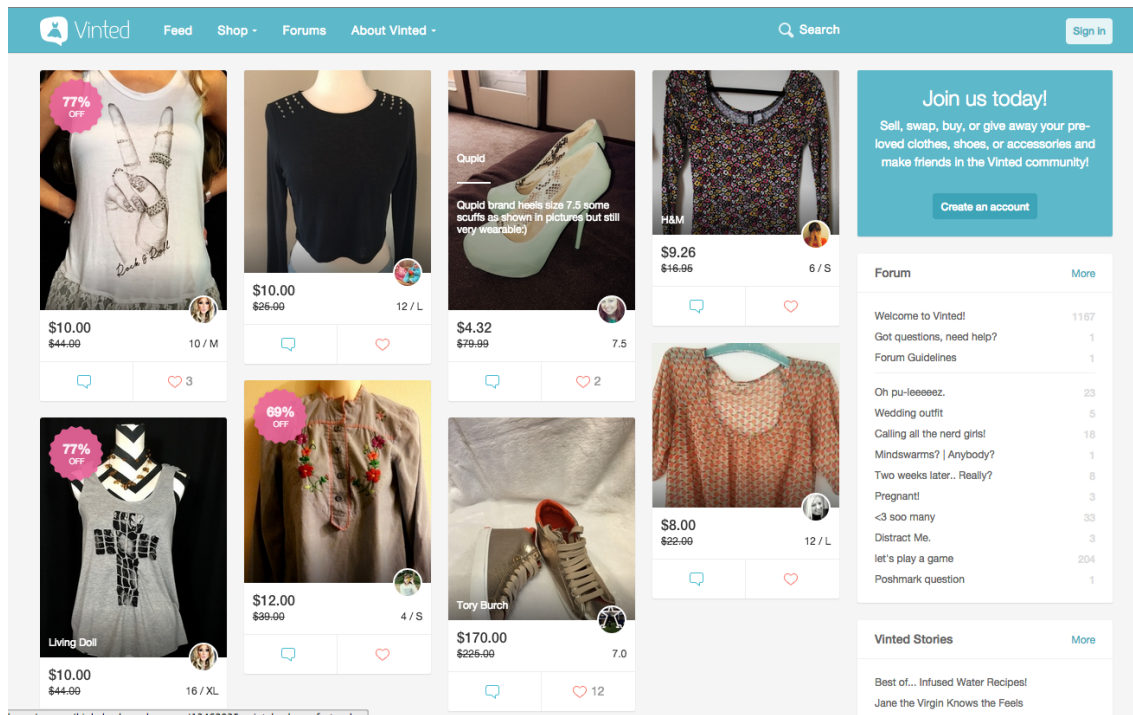 Vinted
Feed
Shop
Forums
About Vinted
Search
Sign In
77%
OFF
Rock & Roll
$10.00
$44.00
10 / M
3
77%
OFF
Living Doll
$10.00
$44.00
16 / XL
$10.00
$25.00
12 / L
69%
OFF
$12.00
$39.00
4 / S
Qupid
Qupid brand heels size 7.5 some
scuffs as shown in pictures but still
very wearable:)
$4.32
$79.99
7.5
2
Tory Burch
$170.00
$225.00
7.0
12
H&M
$9.26
$16.95
6 / S
$8.00
$22.00
12 / L
Join us today!
Sell, swap, buy, or give away your pre-
loved clothes, shoes, or accessories and
make friends in the Vinted community!
Create an account
Forum
More
Welcome to Vinted! 1167
Got questions, need help? 1
Forum Guidelines 1
Oh pu-leeeeez. 23
Wedding outfit 5
Calling all the nerd girls! 18
Mindswarms? | Anybody? 1
Two weeks later.. Really? 8
Pregnant! 3
<3 soo many 33
Distract Me. 3
let's play a game 204
Poshmark question 1
Vinted Stories
More
Best of... Infused Water Recipes!
Jane the Virgin Knows the Feels